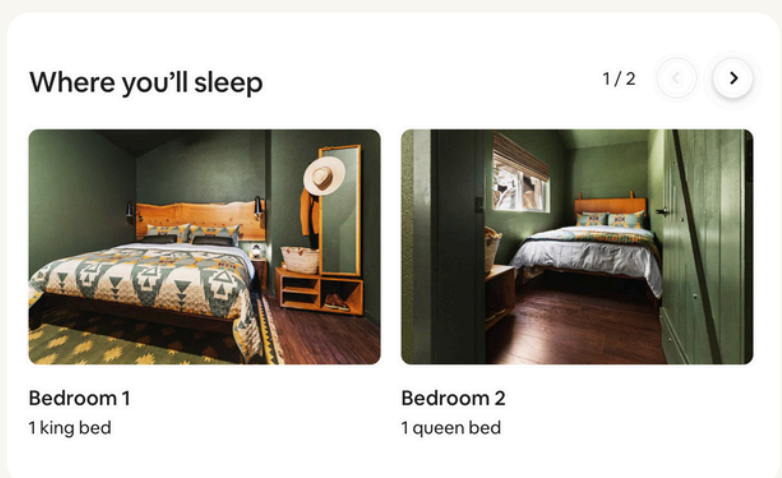 Where you’ll sleep
1 / 2
Bedroom 1
1 king bed
Bedroom 2
1 queen bed